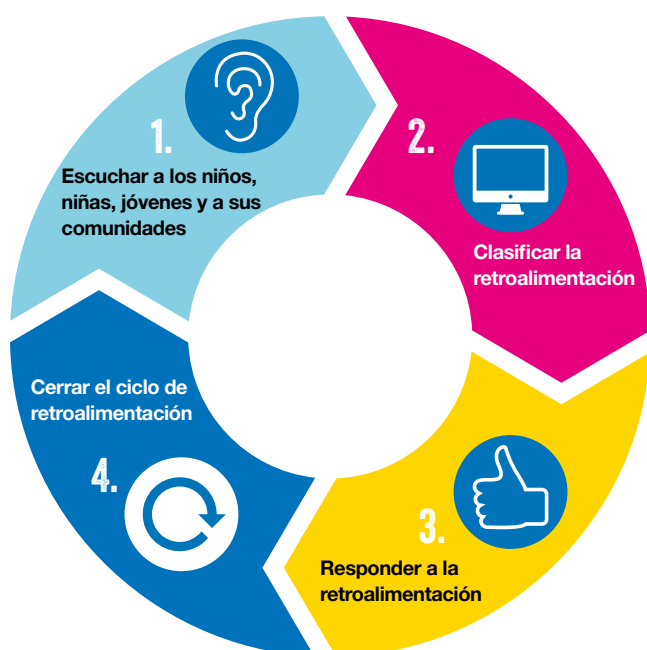 1.
Escuchar a los niños,
niñas, jóvenes y a sus
comunidades
2.
Clasificar la
retroalimentación
3.
Responder a la
retroalimentación
Cerrar el ciclo de
retroalimentación
4.